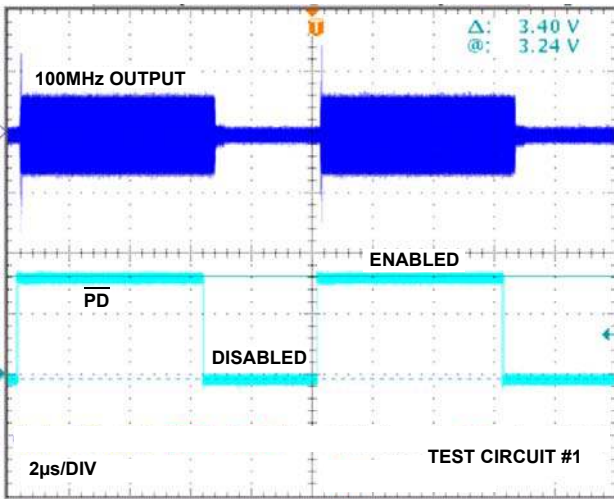 T
Δ: 3.40 V
@: 3.24 V
100MHz OUTPUT
ENABLED
PD
DISABLED
2µs/DIV
TEST CIRCUIT #1